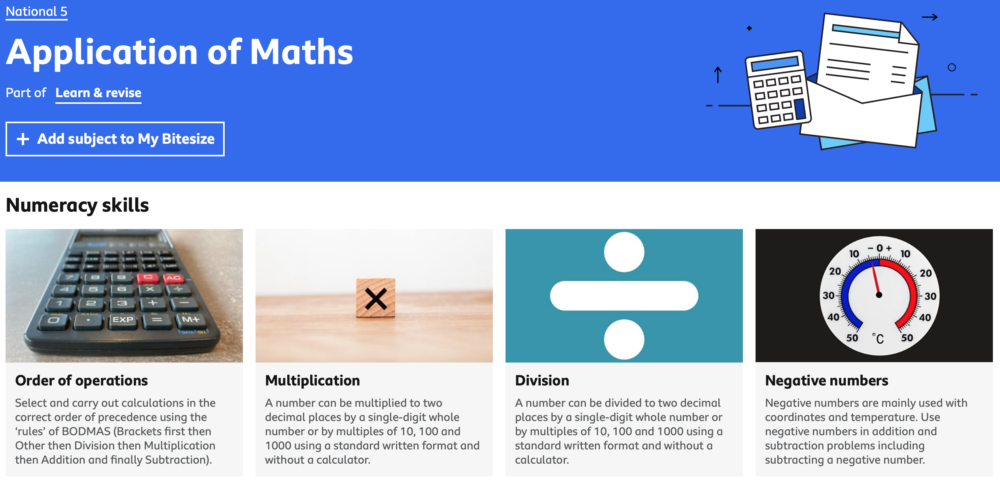 National 5
Application of Maths
Part of Learn & revise
+ Add subject to My Bitesize
Numeracy skills
7 8 9 C AC
4 5 6 × ÷
1 2 3 + −
0 · EXP = M+
DATA DEL
×
÷
− 0 +
10 10
20 20
30 30
40 40
50 °C 50
Order of operations
Select and carry out calculations in the
correct order of precedence using the
‘rules’ of BODMAS (Brackets first then
Other then Division then Multiplication
then Addition and finally Subtraction).
Multiplication
A number can be multiplied to two
decimal places by a single-digit whole
number or by multiples of 10, 100 and
1000 using a standard written format and
without a calculator.
Division
A number can be divided to two decimal
places by a single-digit whole number or
by multiples of 10, 100 and 1000 using a
standard written format and without a
calculator.
Negative numbers
Negative numbers are mainly used with
coordinates and temperature. Use
negative numbers in addition and
subtraction problems including
subtracting a negative number.